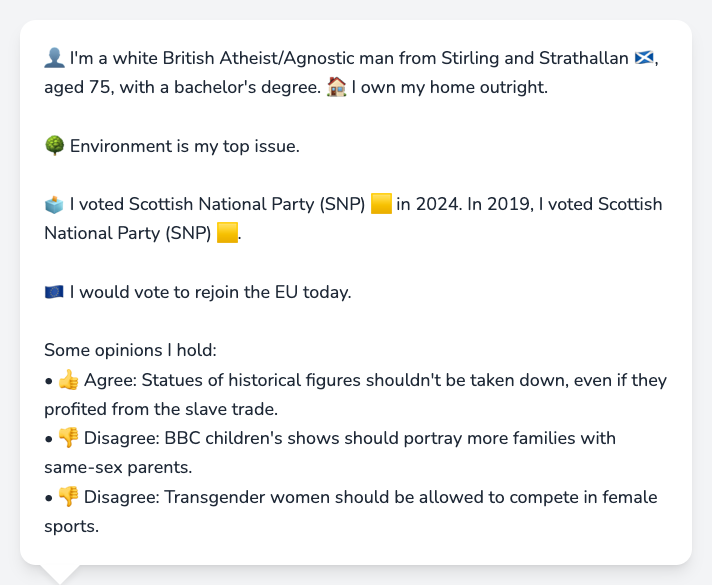 👤 I'm a white British Atheist/Agnostic man from Stirling and Strathallan 🏴󠁧󠁢󠁳󠁣󠁴󠁿,
aged 75, with a bachelor's degree. 🏠 I own my home outright.
🌳 Environment is my top issue.
🗳️ I voted Scottish National Party (SNP) 🟨 in 2024. In 2019, I voted Scottish
National Party (SNP) 🟨.
🇪🇺 I would vote to rejoin the EU today.
Some opinions I hold:
• 👍 Agree: Statues of historical figures shouldn't be taken down, even if they
profited from the slave trade.
• 👎 Disagree: BBC children's shows should portray more families with
same-sex parents.
• 👎 Disagree: Transgender women should be allowed to compete in female
sports.